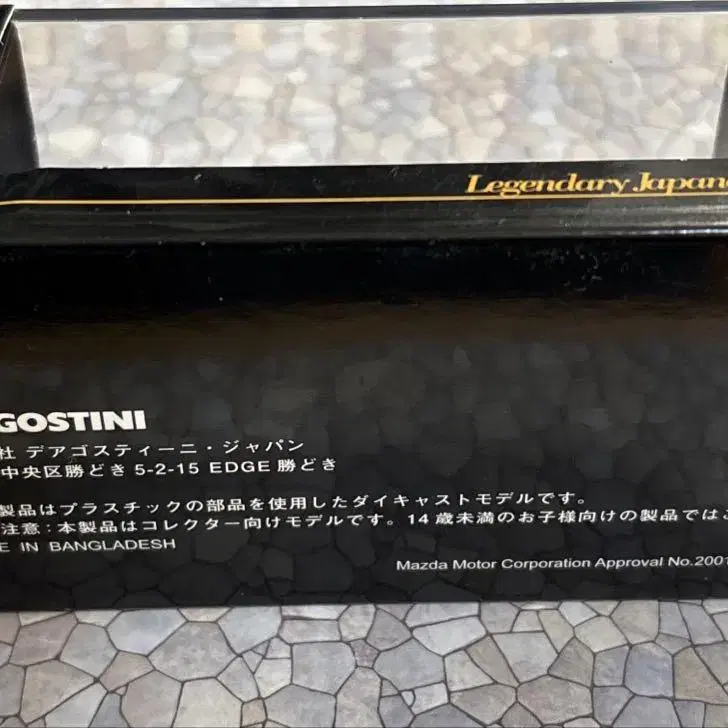 Legendary Japan
GOSTINI
社 デアゴスティーニ・ジャパン
中央区勝どき 5-2-15 EDGE 勝どき
製品はプラスチックの部品を使用したダイキャストモデルです。
注意：本製品はコレクター向けモデルです。14 歳未満のお子様向けの製品では
E IN BANGLADESH
Mazda Motor Corporation Approval No.2001